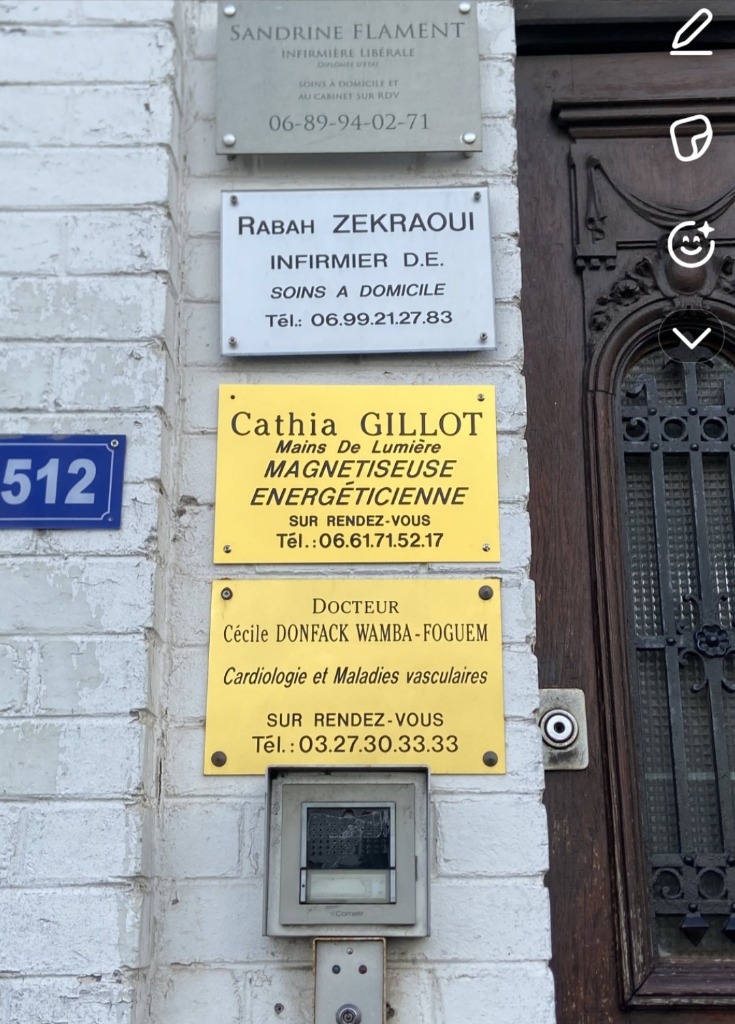 SANDRINE FLAMENT
INFIRMIÈRE LIBÉRALE
DIPLÔMÉE D'ÉTAT
SOINS À DOMICILE ET
AU CABINET SUR RDV
06-89-94-02-71
RABAH ZEKRAOUI
INFIRMIER D.E.
SOINS A DOMICILE
Tél.: 06.99.21.27.83
Cathia GILLOT
Mains De Lumière
MAGNETISEUSE
ENERGÉTICIENNE
SUR RENDEZ-VOUS
Tél.:06.61.71.52.17
512
DOCTEUR
Cécile DONFACK WAMBA-FOGUEM
Cardiologie et Maladies vasculaires
SUR RENDEZ-VOUS
Tél.:03.27.30.33.33
Comelit